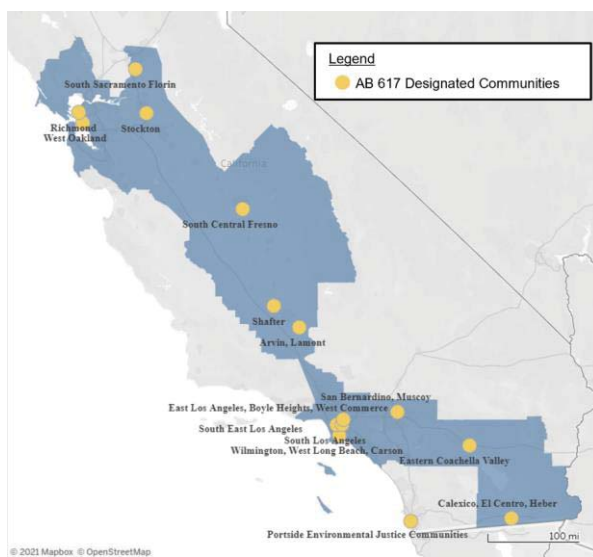 Legend
AB 617 Designated Communities
South Sacramento Florin
Richmond
West Oakland
Stockton
California
South Central Fresno
Shafter
Arvin, Lamont
San Bernardino, Muscoy
East Los Angeles, Boyle Heights, West Commerce
South East Los Angeles
South Los Angeles
Wilmington, West Long Beach, Carson
Eastern Coachella Valley
Calexico, El Centro, Heber
Portside Environmental Justice Communities
100 mi
© 2021 Mapbox © OpenStreetMap